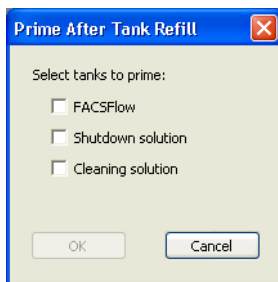 Prime After Tank Refill
Select tanks to prime:
FACSFlow
Shutdown solution
Cleaning solution
OK Cancel